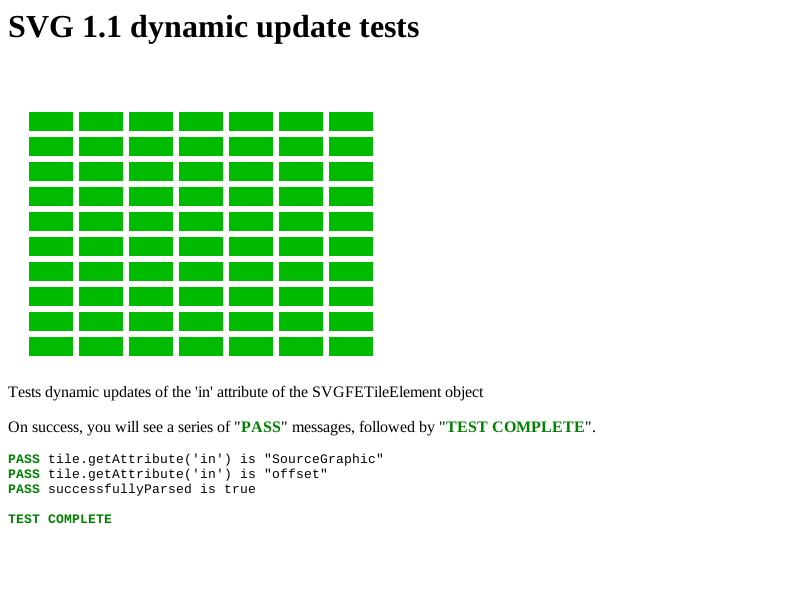 SVG 1.1 dynamic update tests
Tests dynamic updates of the 'in' attribute of the SVGFETileElement object
On success, you will see a series of "PASS" messages, followed by "TEST COMPLETE".
PASS tile.getAttribute('in') is "SourceGraphic"
PASS tile.getAttribute('in') is "offset"
PASS successfullyParsed is true
TEST COMPLETE